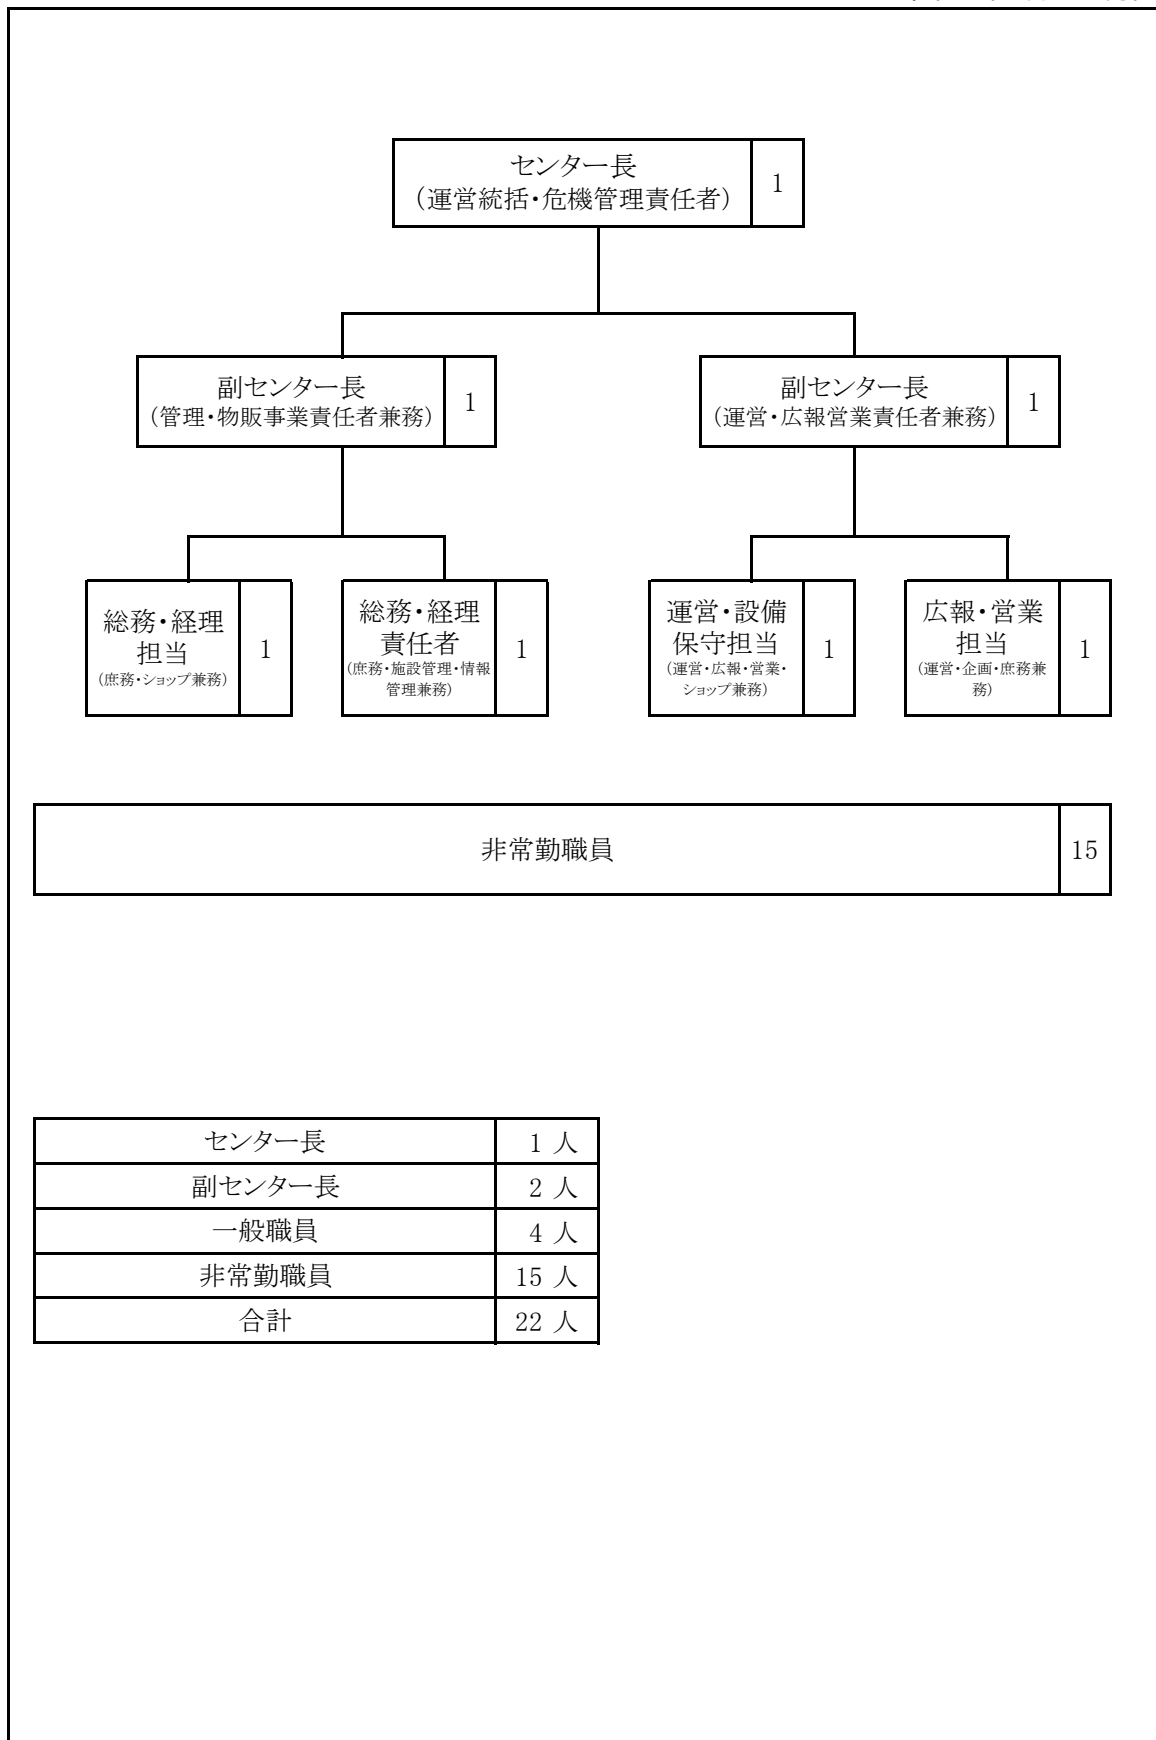 センター長
（運営統括・危機管理責任者）
1
副センター長
（管理・物販事業責任者兼務）
1
副センター長
（運営・広報営業責任者兼務）
1
総務・経理
担当
（庶務・ショップ兼務）
1
総務・経理
責任者
（庶務・施設管理・情報
管理兼務）
1
運営・設備
保守担当
（運営・広報・営業・
ショップ兼務）
1
広報・営業
担当
（運営・企画・庶務兼
務）
1
非常勤職員
15
センター長 1 人
副センター長 2 人
一般職員 4 人
非常勤職員 15 人
合計 22 人